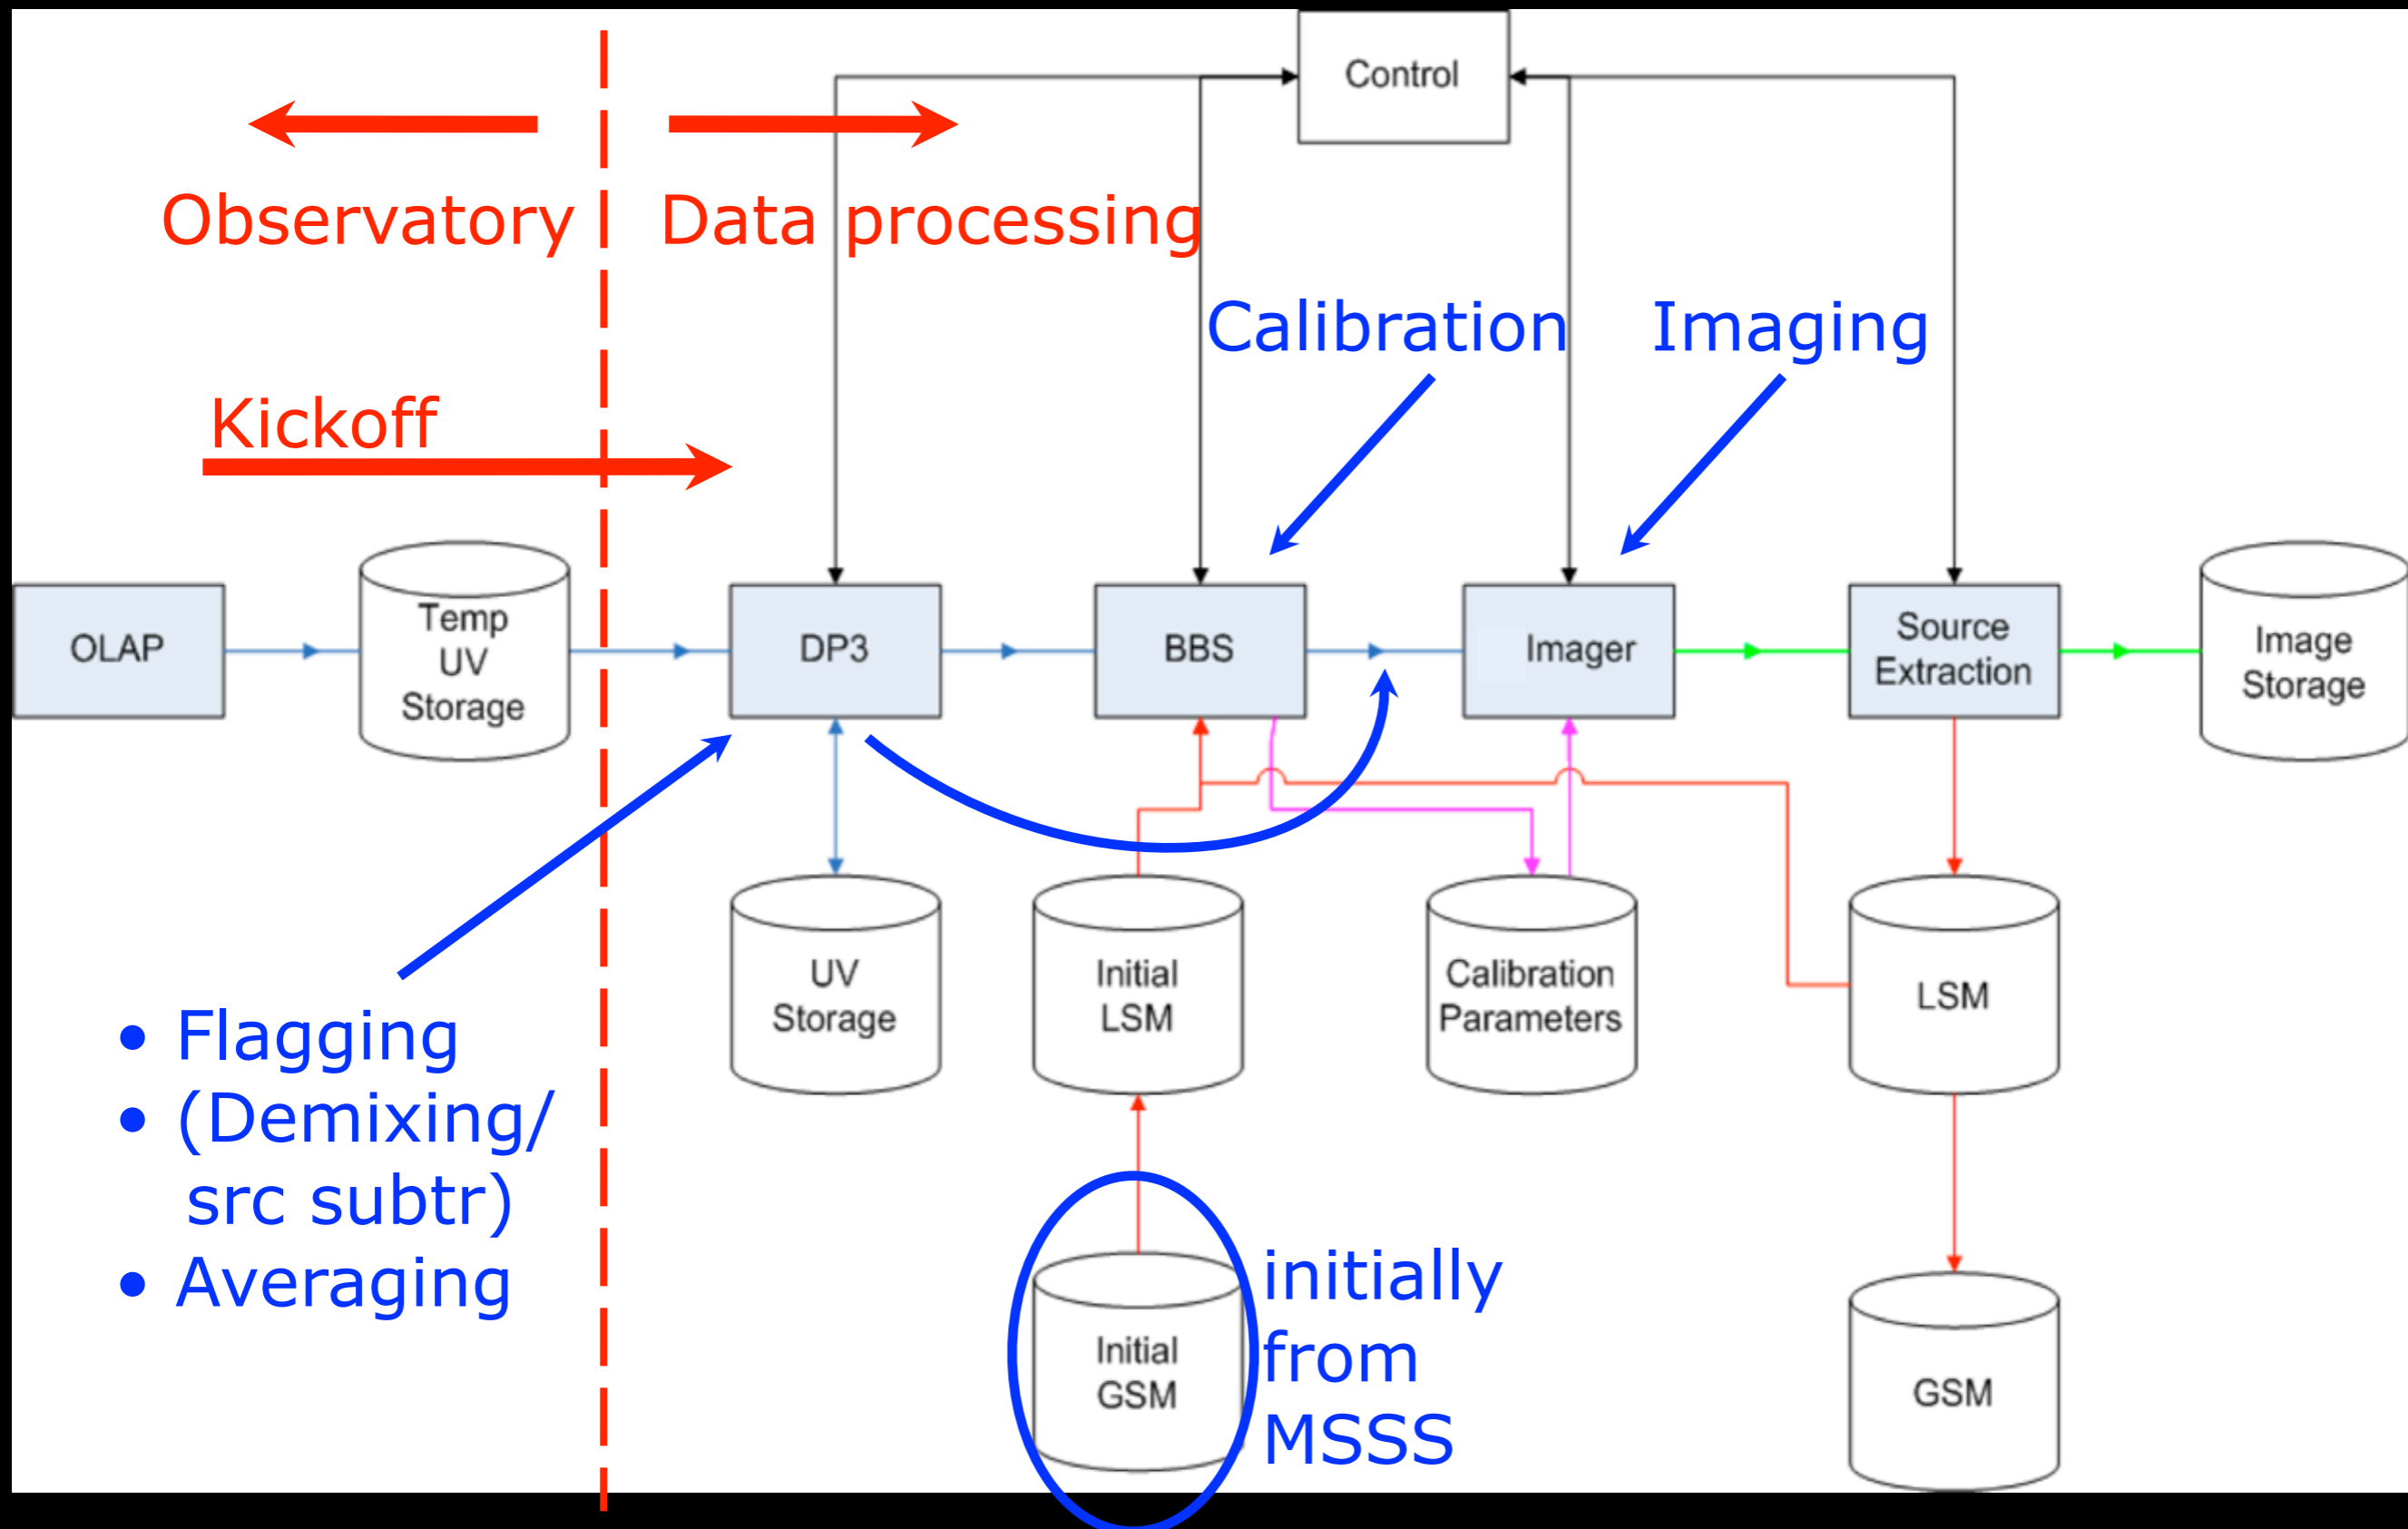 Control
Observatory
Data processing
Calibration
Imaging
Kickoff
OLAP
Temp
UV
Storage
DP3
BBS
Imager
Source
Extraction
Image
Storage
UV
Storage
Initial
LSM
Calibration
Parameters
LSM
• Flagging
• (Demixing/
src subtr)
• Averaging
Initial
GSM
initially
from
MSSS
GSM